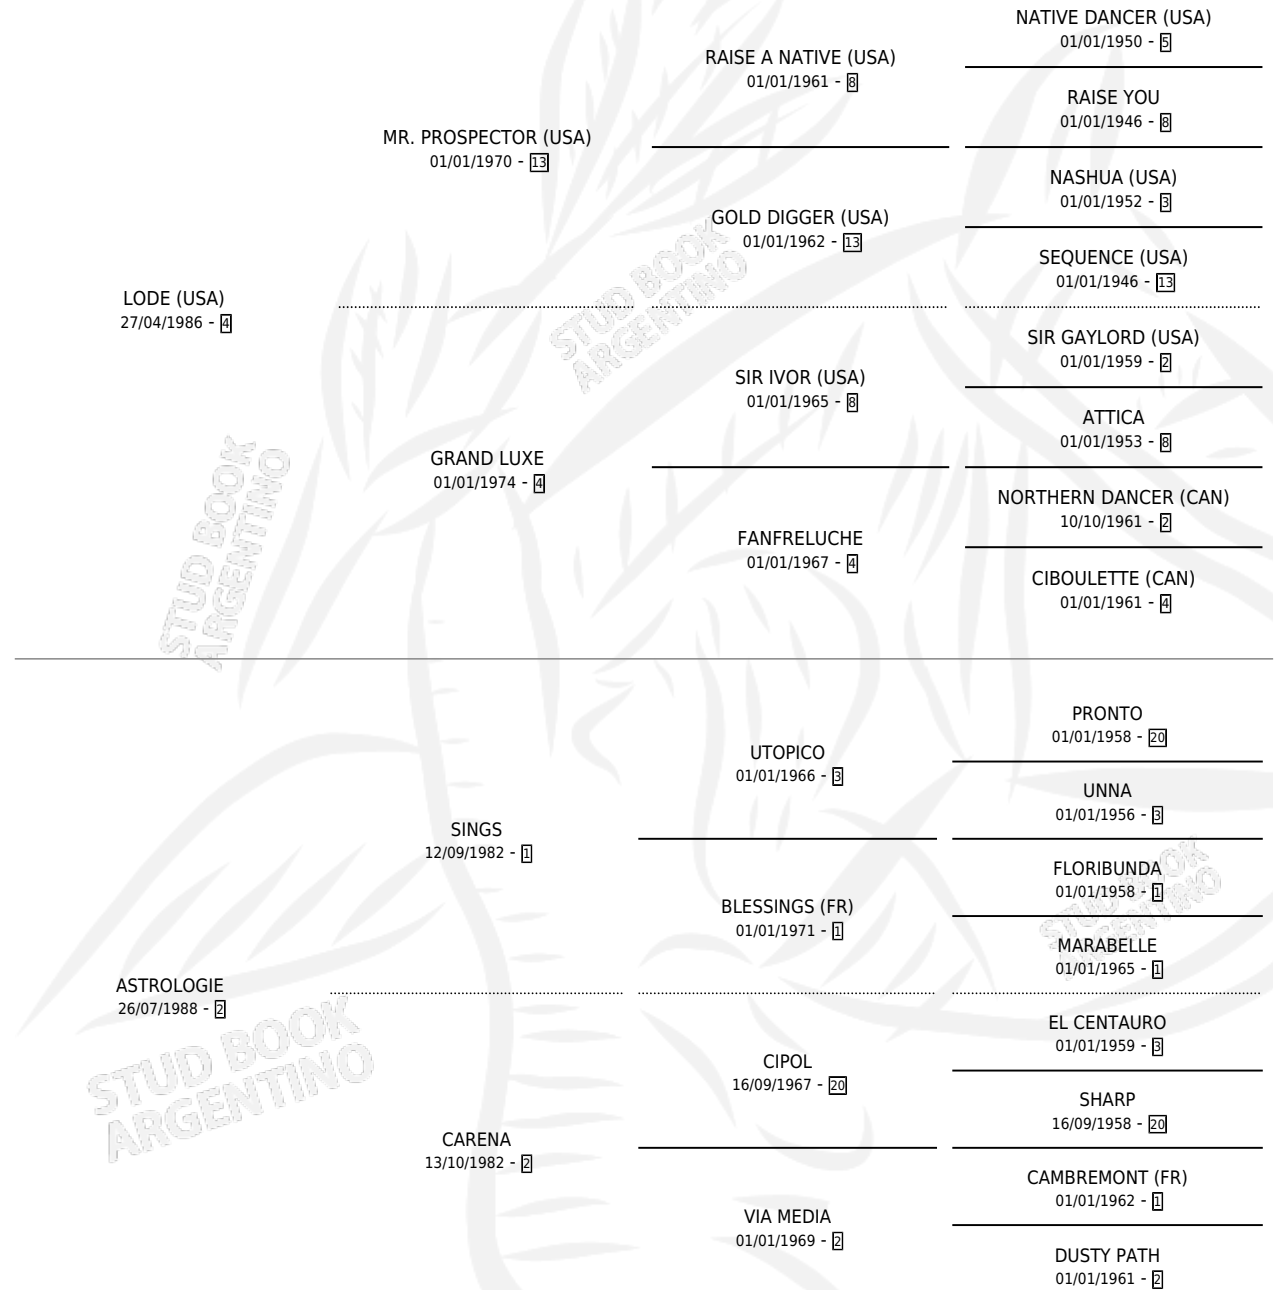 NATIVE DANCER (USA)
01/01/1950 - 5
RAISE A NATIVE (USA)
01/01/1961 - 8
RAISE YOU
01/01/1946 - 8
MR. PROSPECTOR (USA)
01/01/1970 - 13
NASHUA (USA)
01/01/1952 - 3
GOLD DIGGER (USA)
01/01/1962 - 13
SEQUENCE (USA)
01/01/1946 - 13
LODE (USA)
27/04/1986 - 4
STUD BOOK
ARGENTINO
SIR GAYLORD (USA)
01/01/1959 - 2
SIR IVOR (USA)
01/01/1965 - 8
ATTICA
01/01/1953 - 8
GRAND LUXE
01/01/1974 - 4
NORTHERN DANCER (CAN)
10/10/1961 - 2
FANFRELUCHE
01/01/1967 - 4
CIBOULETTE (CAN)
01/01/1961 - 4
STUD BOOK
ARGENTINO
PRONTO
01/01/1958 - 20
UTOPICO
01/01/1966 - 3
UNNA
01/01/1956 - 3
SINGS
12/09/1982 - 1
FLORIBUNDA
01/01/1958 - 1
BLESSINGS (FR)
01/01/1971 - 1
MARABELLE
01/01/1965 - 1
STUD BOOK
ARGENTINO
ASTROLOGIE
26/07/1988 - 2
EL CENTAURO
01/01/1959 - 3
CIPOL
16/09/1967 - 20
SHARP
16/09/1958 - 20
CARENA
13/10/1982 - 2
CAMBREMONT (FR)
01/01/1962 - 1
VIA MEDIA
01/01/1969 - 2
DUSTY PATH
01/01/1961 - 2
STUD BOOK
ARGENTINO